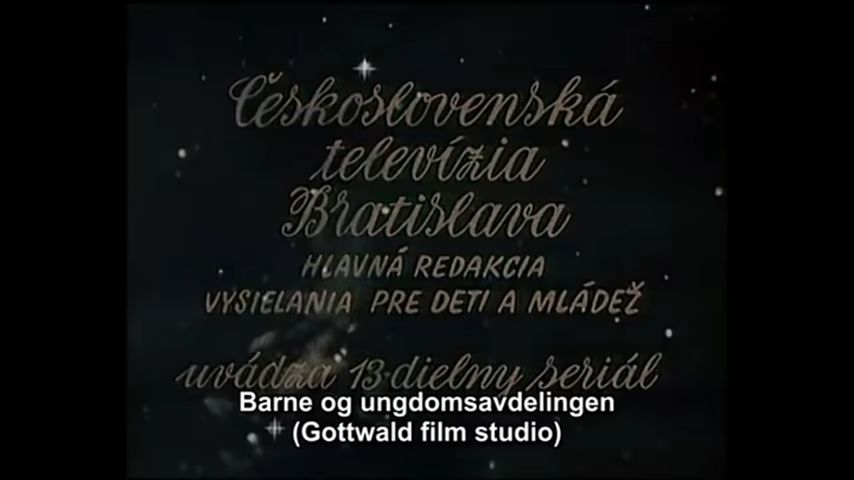 Československá
televízia
Bratislava
HLAVNÁ REDAKCIA
VYSIELANIA PRE DETI A MLÁDEŽ
uvádza 13-dielny seriál
Barne og ungdomsavdelingen
(Gottwald film studio)